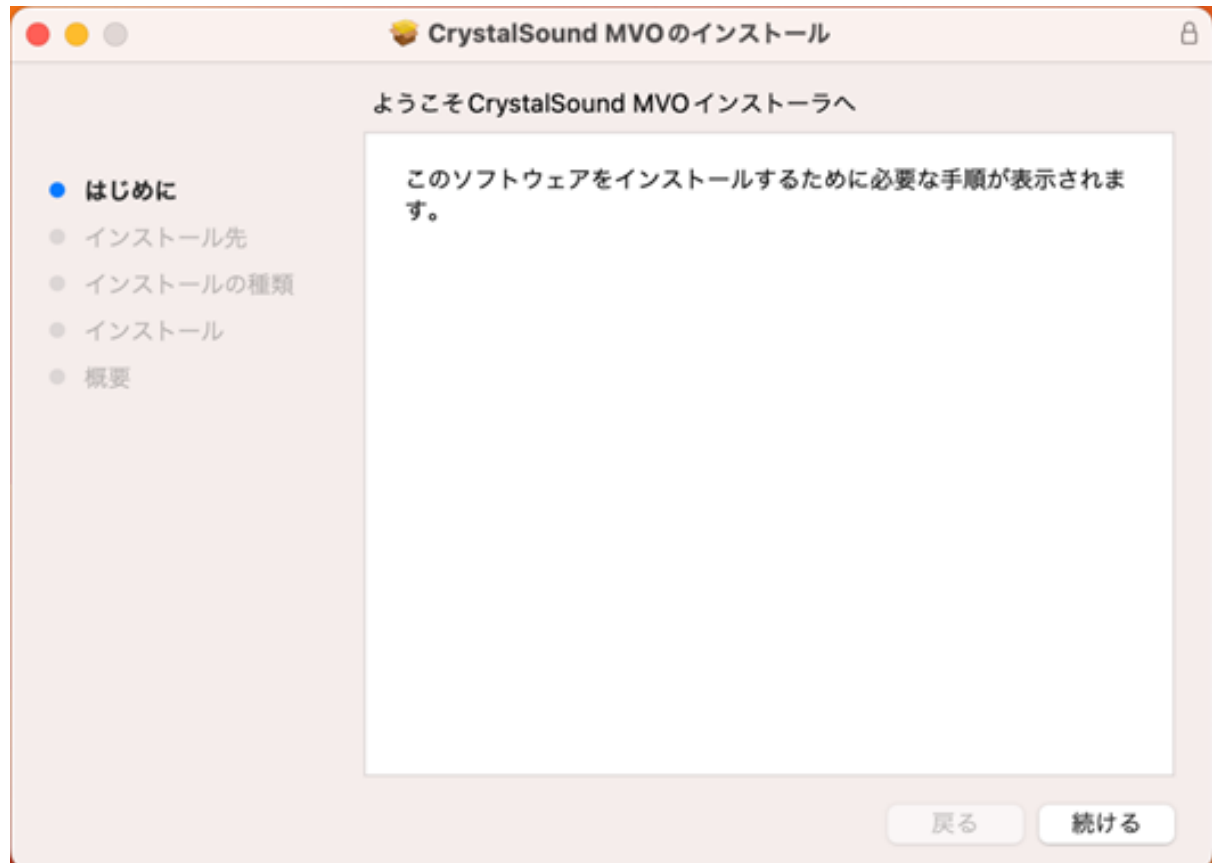 CrystalSound MVOのインストール
ようこそCrystalSound MVOインストーラへ
はじめに
インストール先
インストールの種類
インストール
概要
このソフトウェアをインストールするために必要な手順が表示されま
す。
戻る
続ける